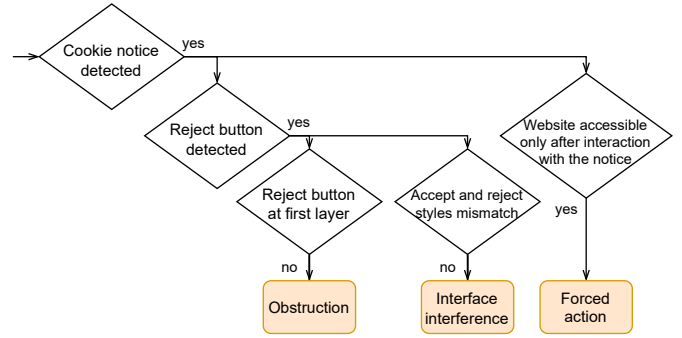 Cookie notice
detected
yes
Reject button
detected
yes
Website accessible
only after interaction
with the notice
Reject button
at first layer
Accept and reject
styles mismatch
yes
no
no
Obstruction
Interface
interference
Forced
action